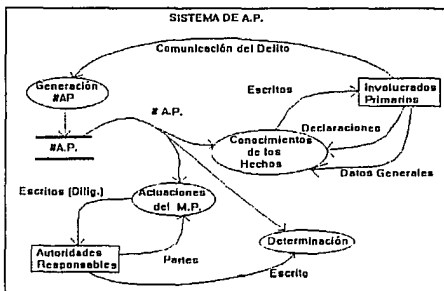 SISTEMA DE A.P.
Comunicación del Delito
Generación
#AP
Escritos
Involucrados
Primarios
# A.P.
#A.P.
Conocimientos
de los
Hechos
Declaraciones
Datos Generales
Escritos (Dilig.)
Actuaciones
del M.P.
Determinación
Autoridades
Responsables
Partes
Escrito